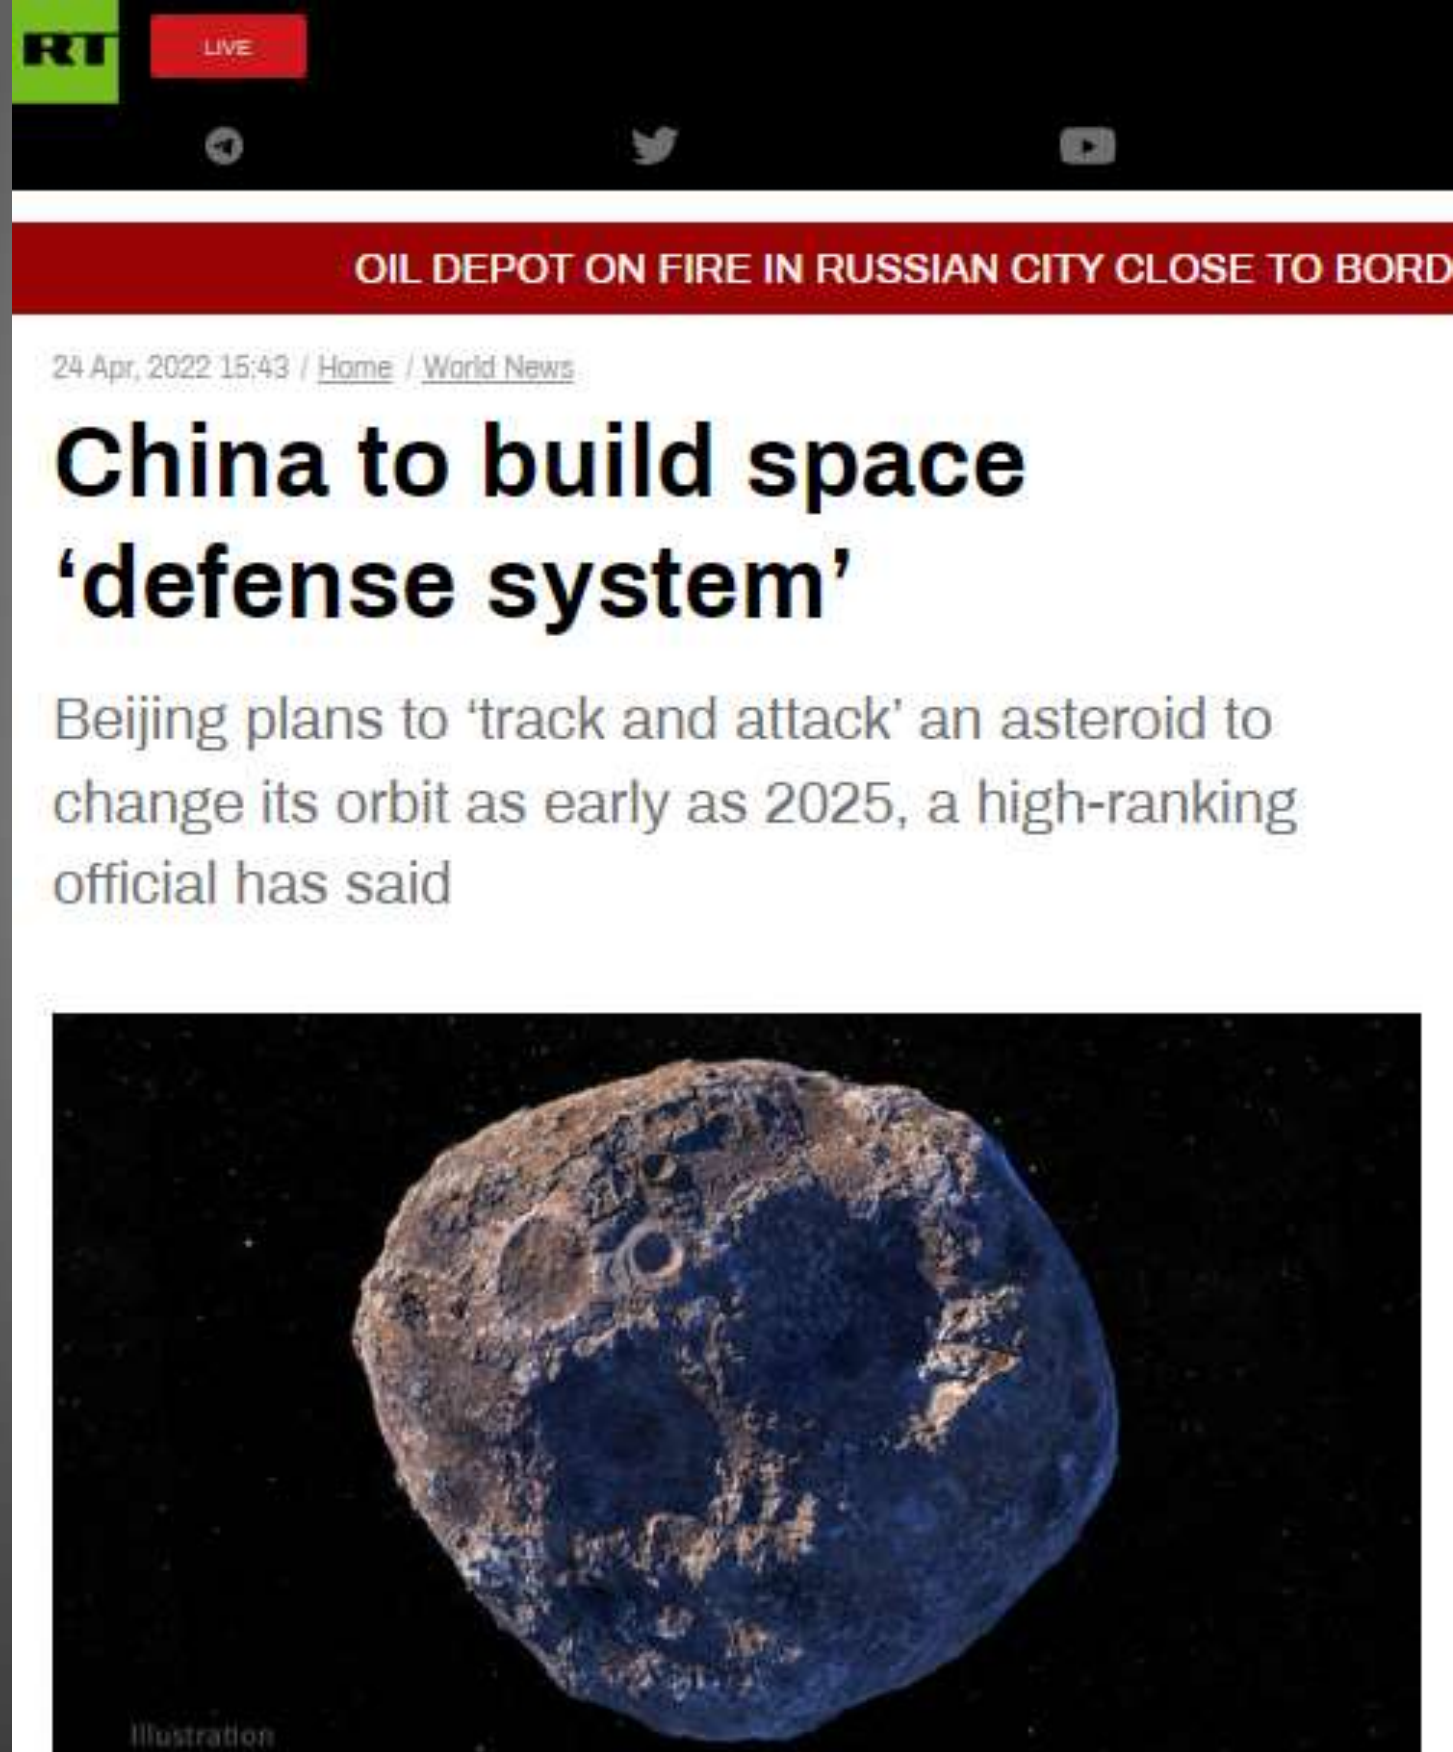 RT
LIVE
OIL DEPOT ON FIRE IN RUSSIAN CITY CLOSE TO BORD
24 Apr, 2022 15:43 / Home / World News
China to build space
‘defense system’
Beijing plans to ‘track and attack’ an asteroid to
change its orbit as early as 2025, a high-ranking
official has said
Illustration